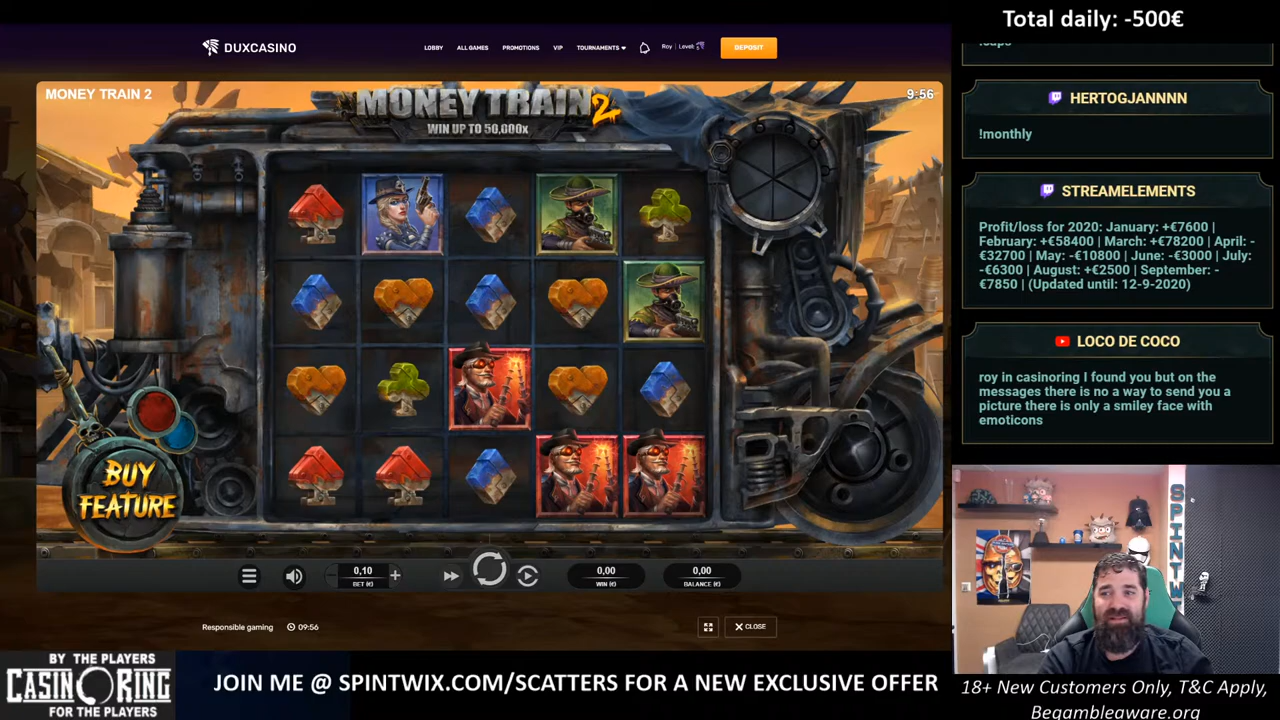 Total daily: -500€
DUXCASINO
LOBBY
ALL GAMES
PROMOTIONS
VIP
TOURNAMENTS
Roy | Level:
DEPOSIT
MONEY TRAIN 2
MONEY TRAIN 2
WIN UP TO 50,000x
9:56
BUY
FEATURE
0,10
BET (€)
0,00
WIN (€)
0,00
BALANCE (€)
Responsible gaming
09:56
CLOSE
HERTOGJANNNN
!monthly
STREAMELEMENTS
Profit/loss for 2020: January: +€7600 |
February: +€58400 | March: +€78200 | April: -
€32700 | May: -€10800 | June: -€3000 | July:
-€6300 | August: +€2500 | September: -
€7850 | (Updated until: 12-9-2020)
LOCO DE COCO
roy in casinoring I found you but on the
messages there is no a way to send you a
picture there is only a smiley face with
emoticons
SPINTW
BY THE PLAYERS
CASINORING
FOR THE PLAYERS
JOIN ME @ SPINTWIX.COM/SCATTERS FOR A NEW EXCLUSIVE OFFER
18+ New Customers Only, T&C Apply,
Begambleaware.org